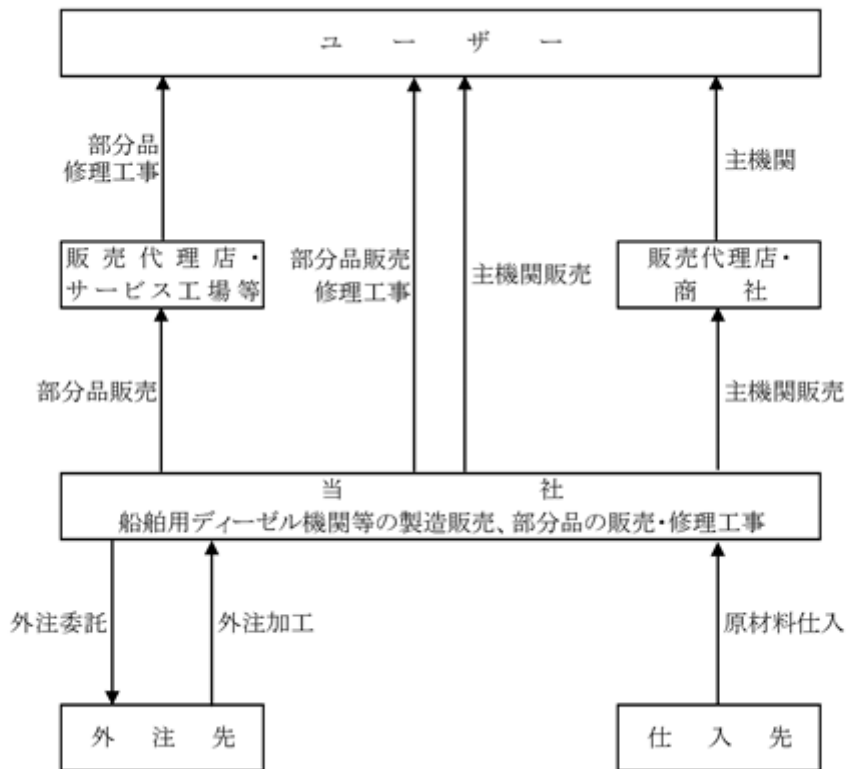 ユーザー
部分品
修理工事
主機関
販売代理店・
サービス工場等
部分品販売
修理工事
主機関販売
販売代理店・
商社
部分品販売
主機関販売
当社
船舶用ディーゼル機関等の製造販売、部分品の販売・修理工事
外注委託
外注加工
原材料仕入
外注先
仕入先